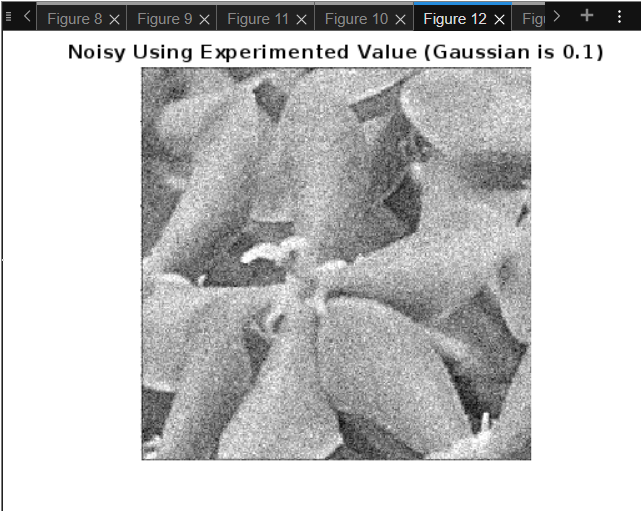 Figure 8 Figure 9 Figure 11 Figure 10 Figure 12
Noisy Using Experimented Value (Gaussian is 0.1)